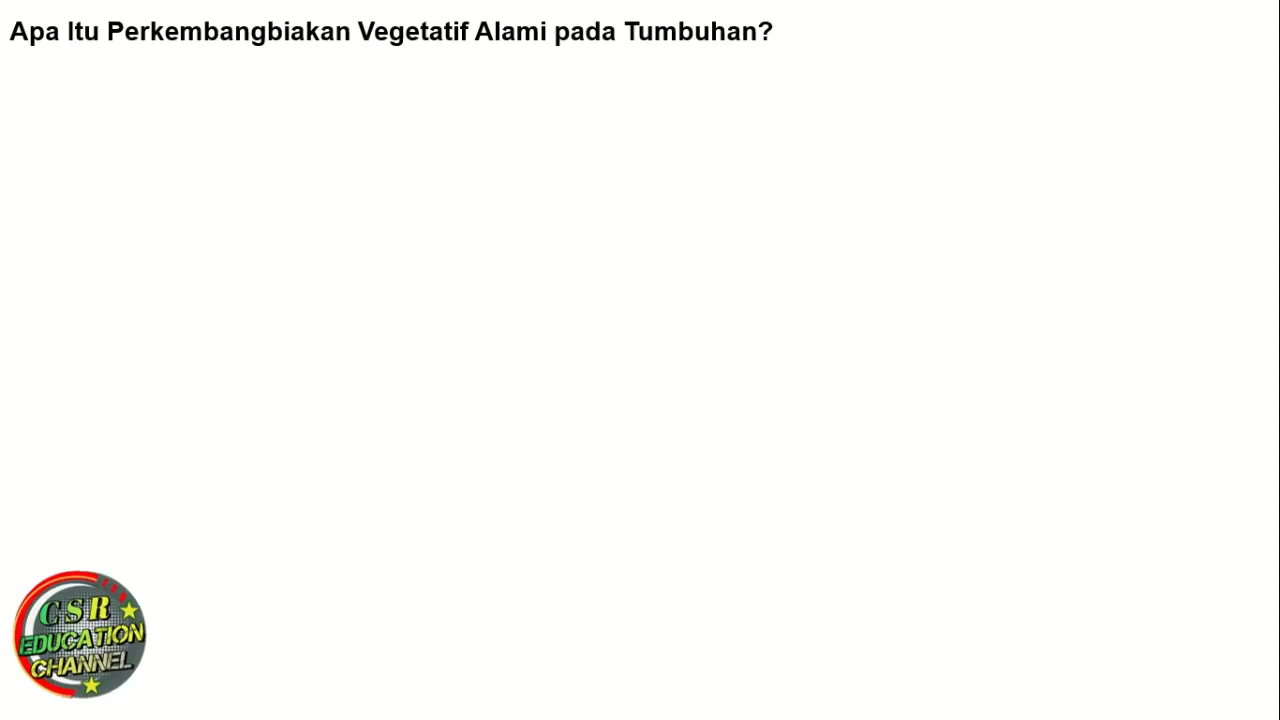 Apa Itu Perkembangbiakan Vegetatif Alami pada Tumbuhan?
CSR
EDUCATION
CHANNEL